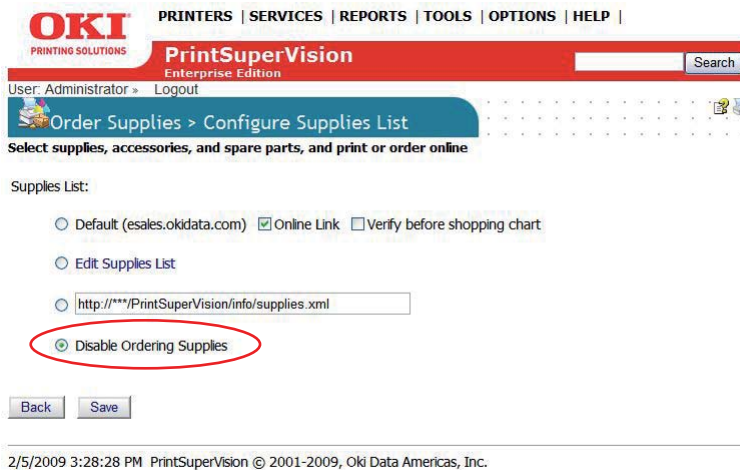 OKI
PRINTING SOLUTIONS
PRINTERS | SERVICES | REPORTS | TOOLS | OPTIONS | HELP |
PrintSuperVision
Enterprise Edition
Search
User: Administrator » Logout
Order Supplies > Configure Supplies List
Select supplies, accessories, and spare parts, and print or order online
Supplies List:
Default (esales.okidata.com) Online Link Verify before shopping chart
Edit Supplies List
http://***/PrintSuperVision/info/supplies.xml
Disable Ordering Supplies
Back Save
2/5/2009 3:28:28 PM PrintSuperVision © 2001-2009, Oki Data Americas, Inc.